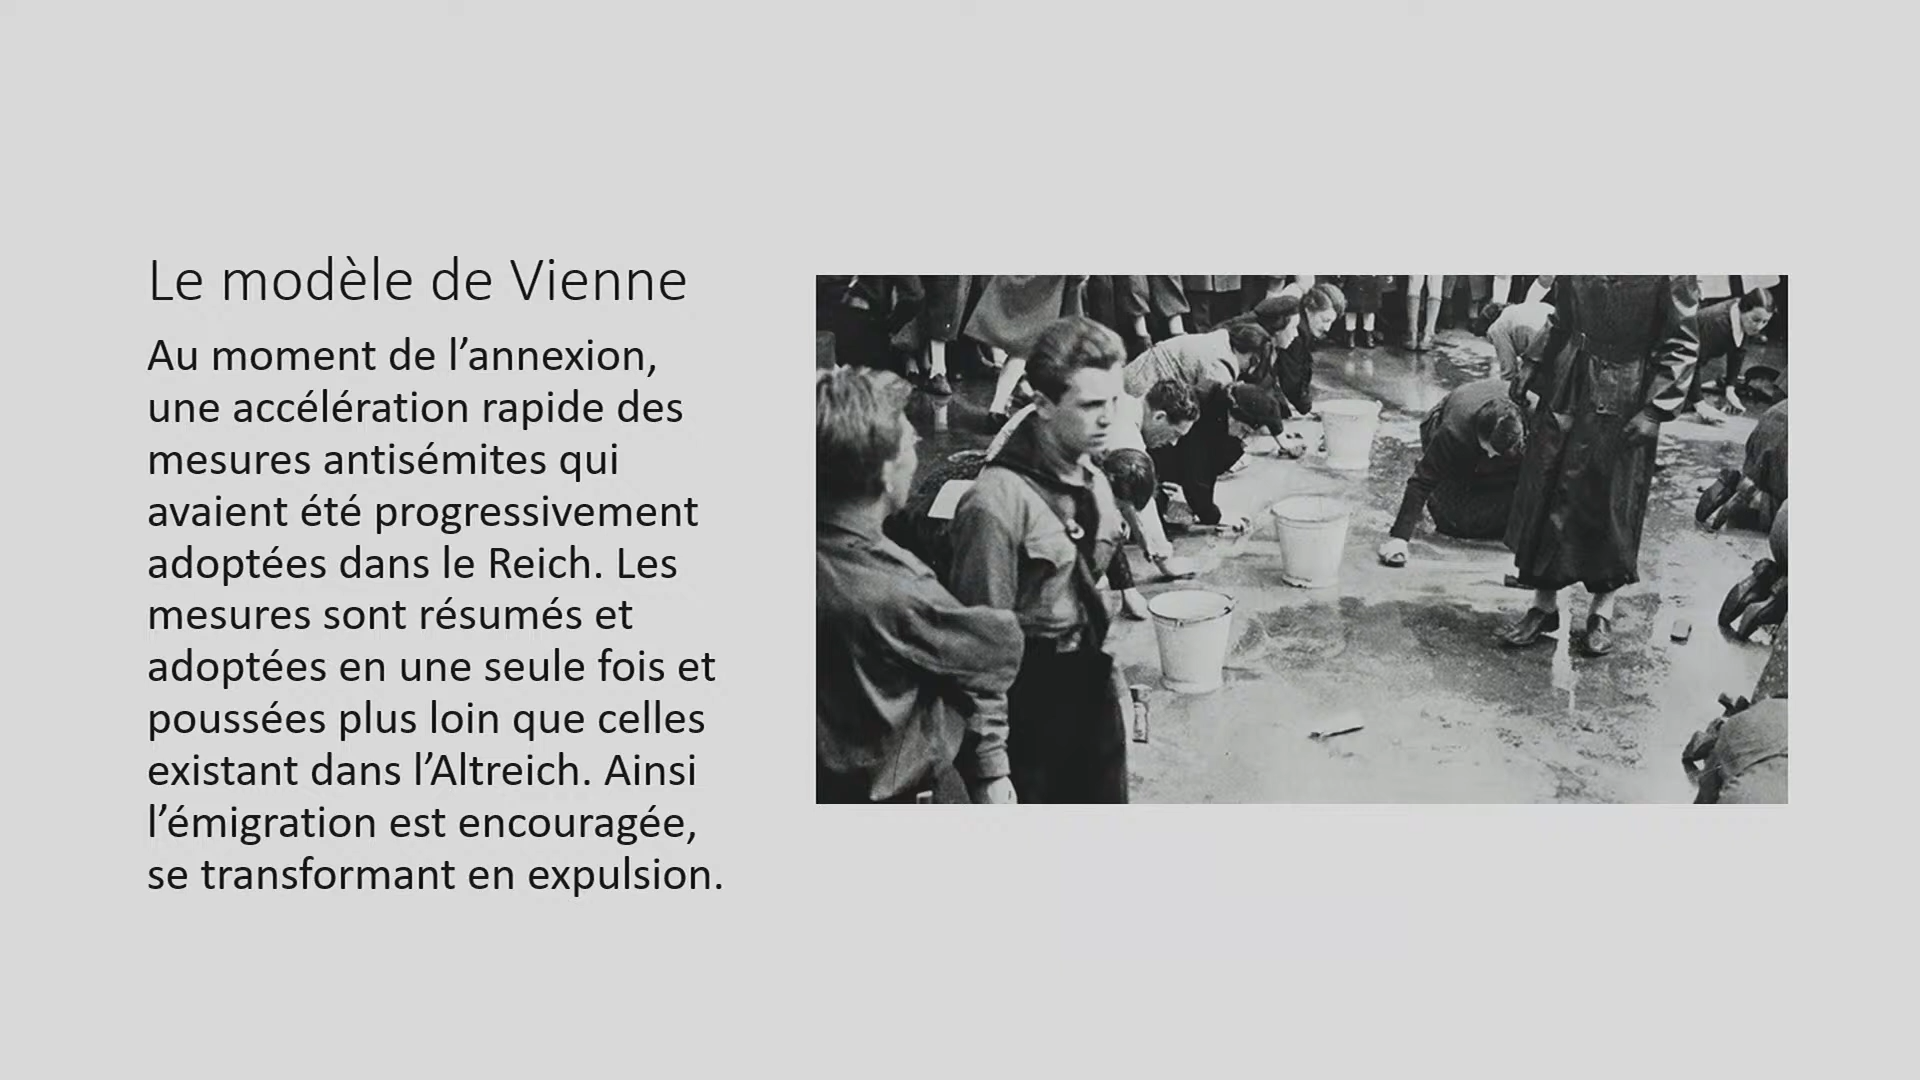 Le modèle de Vienne
Au moment de l’annexion,
une accélération rapide des
mesures antisémites qui
avaient été progressivement
adoptées dans le Reich. Les
mesures sont résumés et
adoptées en une seule fois et
poussées plus loin que celles
existant dans l’Altreich. Ainsi
l’émigration est encouragée,
se transformant en expulsion.